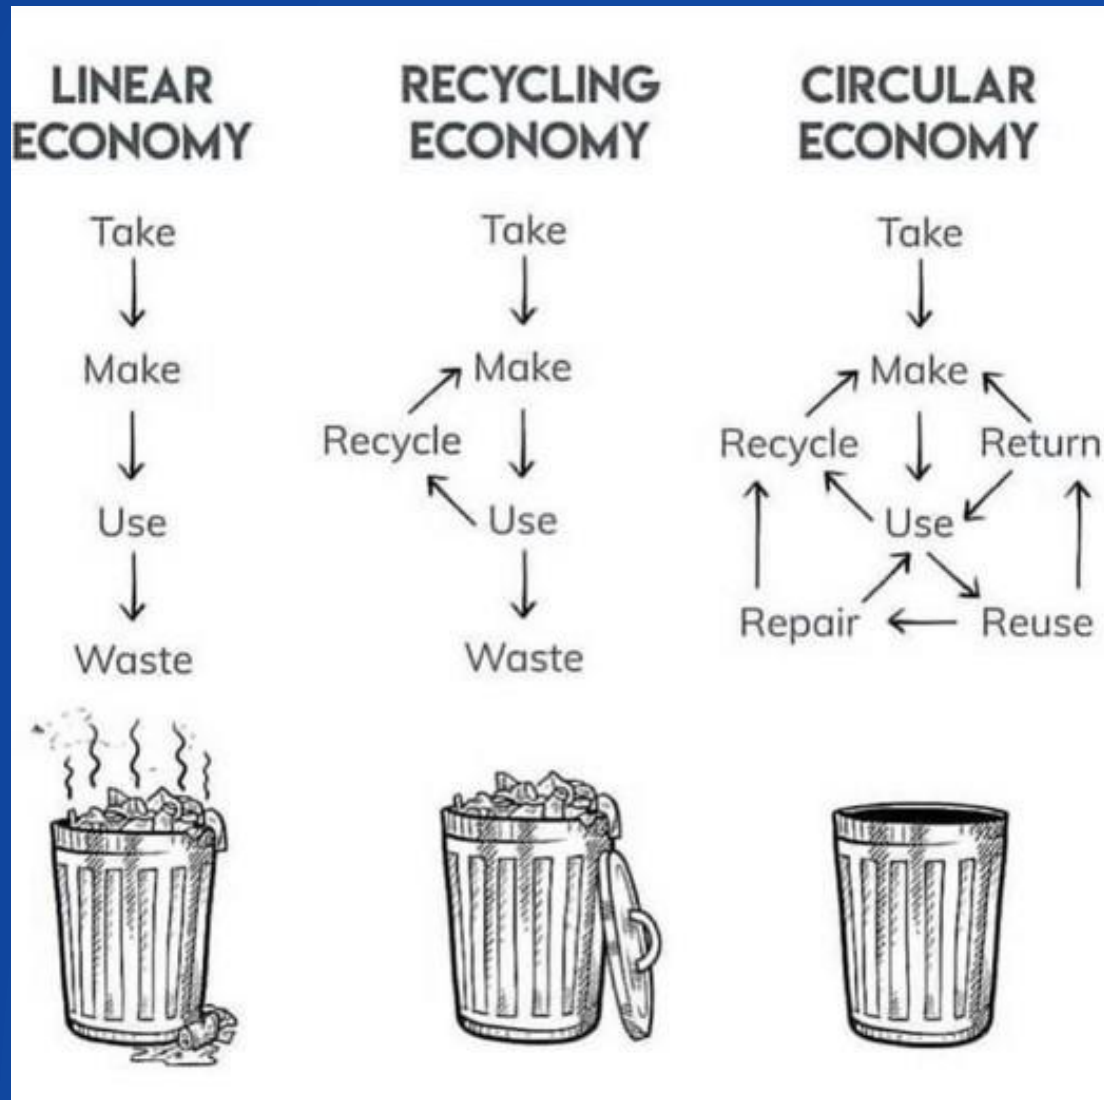 LINEAR
ECONOMY
Take
Make
Use
Waste
RECYCLING
ECONOMY
Take
Make
Recycle
Use
Waste
CIRCULAR
ECONOMY
Take
Make
Recycle
Return
Use
Repair
Reuse